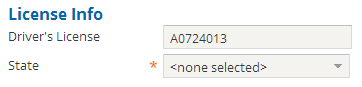 License Info
Driver's License A0724013
State * <none selected>